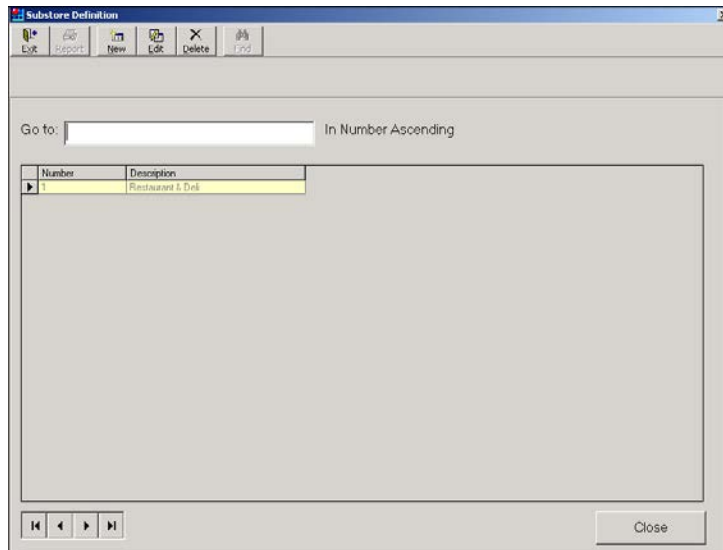 Substore Definition
Exit Report New Edit Delete Find
Go to: In Number Ascending
Number Description
1 Restaurant & Deli
Close